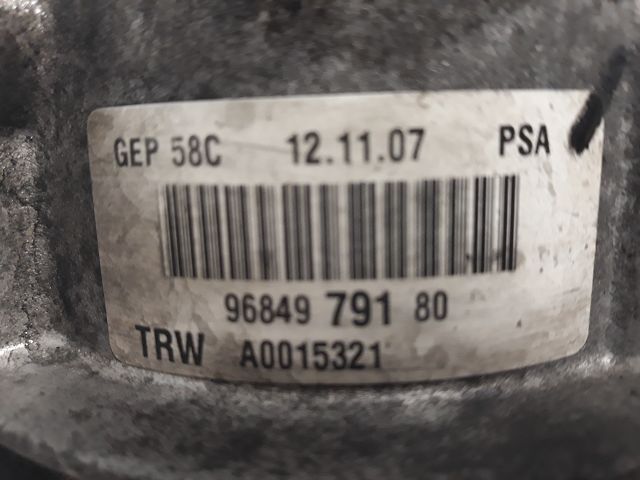 GEP 58C 12.11.07 PSA
96849 791 80
TRW A0015321